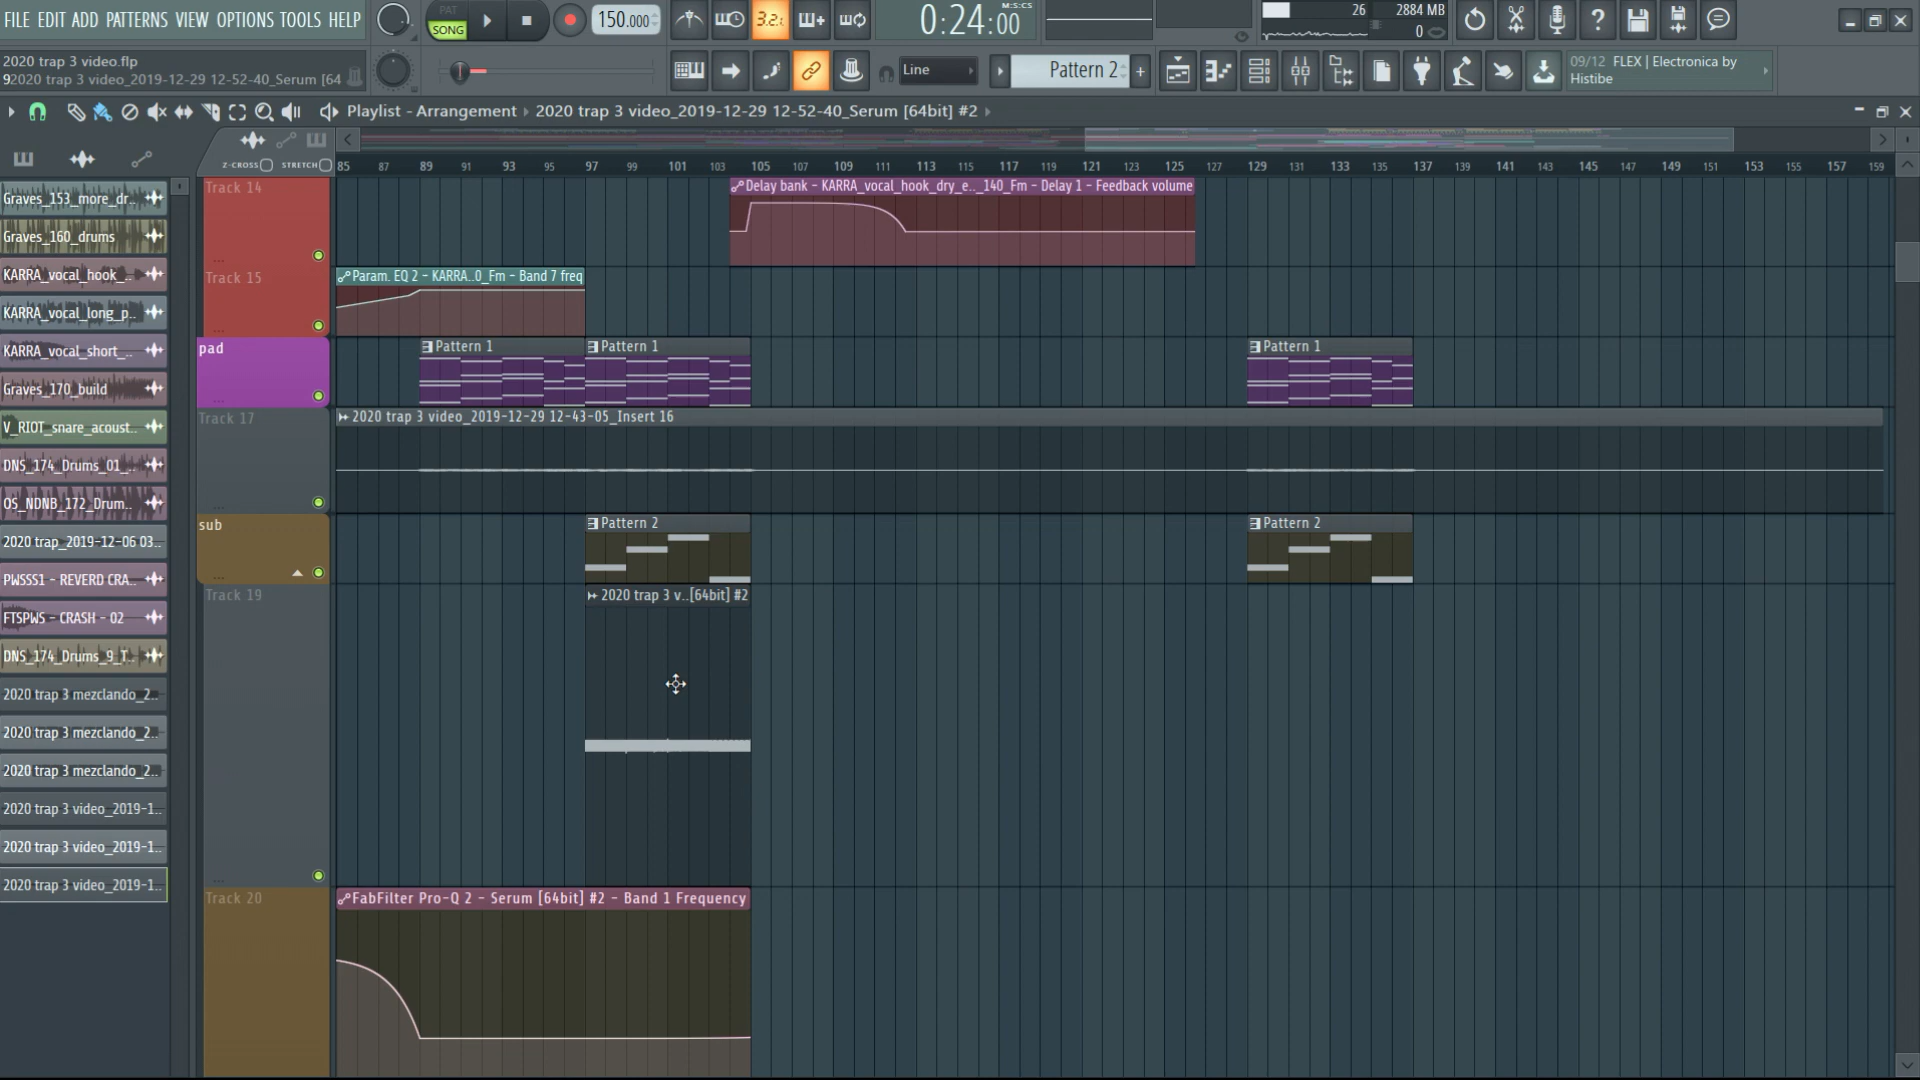 FILE EDIT ADD PATTERNS VIEW OPTIONS TOOLS HELP
PAT
SONG
150.000
3.2.
M:S:CS
0:24:00
26
2884 MB
0
2020 trap 3 video.flp
92020 trap 3 video_2019-12-29 12-52-40_Serum [64
Line
Pattern 2
+
09/12 FLEX | Electronica by
Histibe
Playlist - Arrangement
2020 trap 3 video_2019-12-29 12-52-40_Serum [64bit] #2
Z-CROSS
STRETCH
85 87 89 91 93 95 97 99 101 103 105 107 109 111 113 115 117 119 121 123 125 127 129 131 133 135 137 139 141 143 145 147 149 151 153 155 157 159
Graves_153_more_dr..
Graves_160_drums
KARRA_vocal_hook_..
KARRA_vocal_long_p..
KARRA_vocal_short_..
Graves_170_build
V_RIOT_snare_acoust..
DNS_174_Drums_01_..
OS_NDNB_172_Drum..
2020 trap_2019-12-06 03..
PWSSS1 - REVERD CRA..
FTSPWS - CRASH - 02
DNS_174_Drums_9_T..
2020 trap 3 mezclando_2..
2020 trap 3 mezclando_2..
2020 trap 3 mezclando_2..
2020 trap 3 video_2019-1..
2020 trap 3 video_2019-1..
2020 trap 3 video_2019-1..
Track 14
Delay bank - KARRA_vocal_hook_dry_e.._140_Fm - Delay 1 - Feedback volume
Track 15
Param. EQ 2 - KARRA..0_Fm - Band 7 freq
pad
Pattern 1
Pattern 1
Pattern 1
Track 17
2020 trap 3 video_2019-12-29 12-43-05_Insert 16
sub
Pattern 2
Pattern 2
Track 19
2020 trap 3 v..[64bit] #2
Track 20
FabFilter Pro-Q 2 - Serum [64bit] #2 - Band 1 Frequency